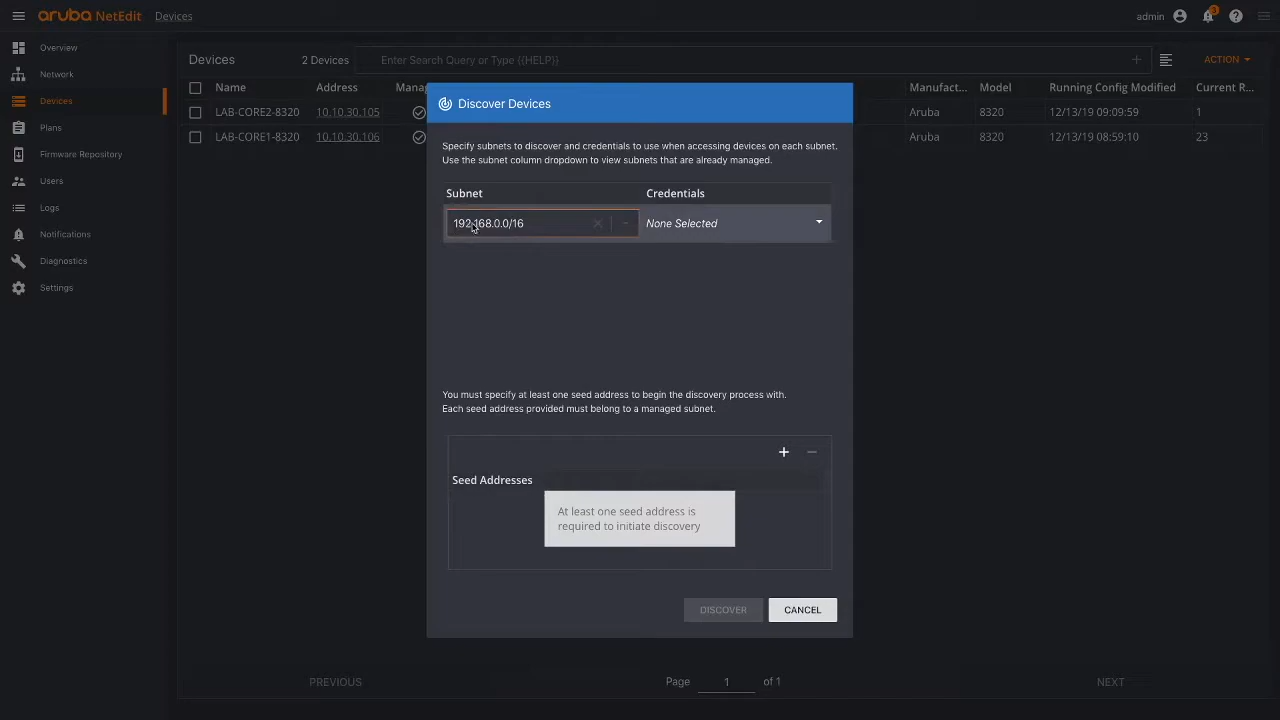 aruba NetEdit Devices admin 3
Overview
Network
Devices
Plans
Firmware Repository
Users
Logs
Notifications
Diagnostics
Settings
Devices 2 Devices Enter Search Query or Type {{HELP}} ACTION
Name Address Manag Manufact... Model Running Config Modified Current R...
LAB-CORE2-8320 10.10.30.105 Aruba 8320 12/13/19 09:09:59 1
LAB-CORE1-8320 10.10.30.106 Aruba 8320 12/13/19 08:59:10 23
Discover Devices
Specify subnets to discover and credentials to use when accessing devices on each subnet.
Use the subnet column dropdown to view subnets that are already managed.
Subnet Credentials
192.168.0.0/16 None Selected
You must specify at least one seed address to begin the discovery process with.
Each seed address provided must belong to a managed subnet.
Seed Addresses
At least one seed address is
required to initiate discovery
DISCOVER CANCEL
PREVIOUS Page 1 of 1 NEXT